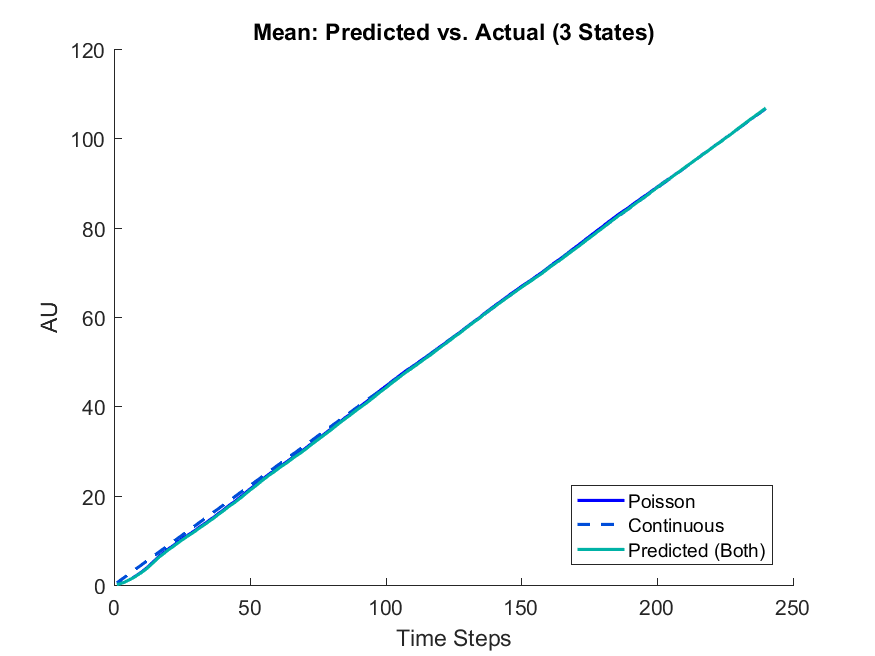 Mean: Predicted vs. Actual (3 States)
120
100
80
60
40
20
0
AU
0 50 100 150 200 250
Time Steps
Poisson
Continuous
Predicted (Both)